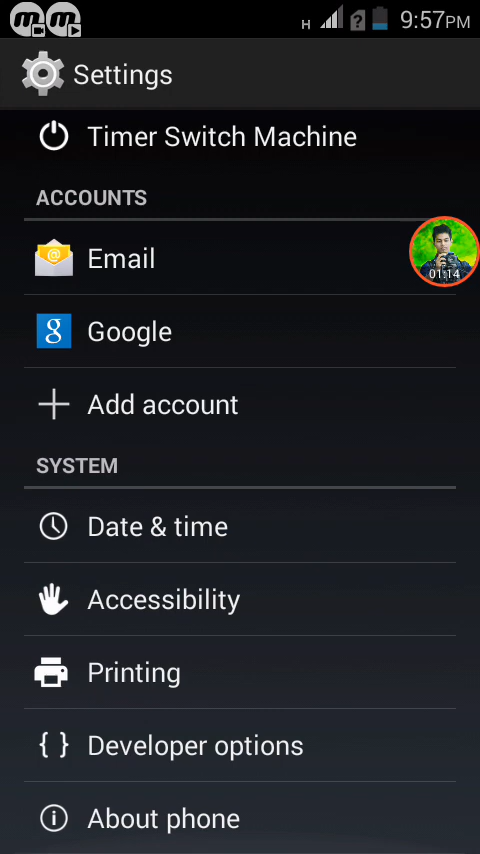 H 9:57PM
Settings
Timer Switch Machine
ACCOUNTS
Email
01:14
Google
Add account
SYSTEM
Date & time
Accessibility
Printing
Developer options
About phone